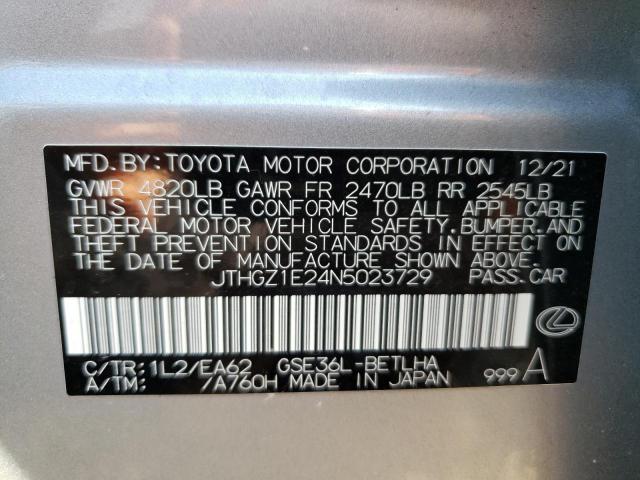 MFD. BY: TOYOTA MOTOR CORPORATION 12/21
GVWR 4820LB GAWR FR 2470LB RR 2545LB
THIS VEHICLE CONFORMS TO ALL APPLICABLE
FEDERAL MOTOR VEHICLE SAFETY, BUMPER, AND
THEFT PREVENTION STANDARDS IN EFFECT ON
THE DATE OF MANUFACTURE SHOWN ABOVE.
JTHGZ1E24N5023729 PASS.CAR
C/TR: 1L2/EA62 GSE36L-BETLHA
A/TM: /A760H MADE IN JAPAN 999 A